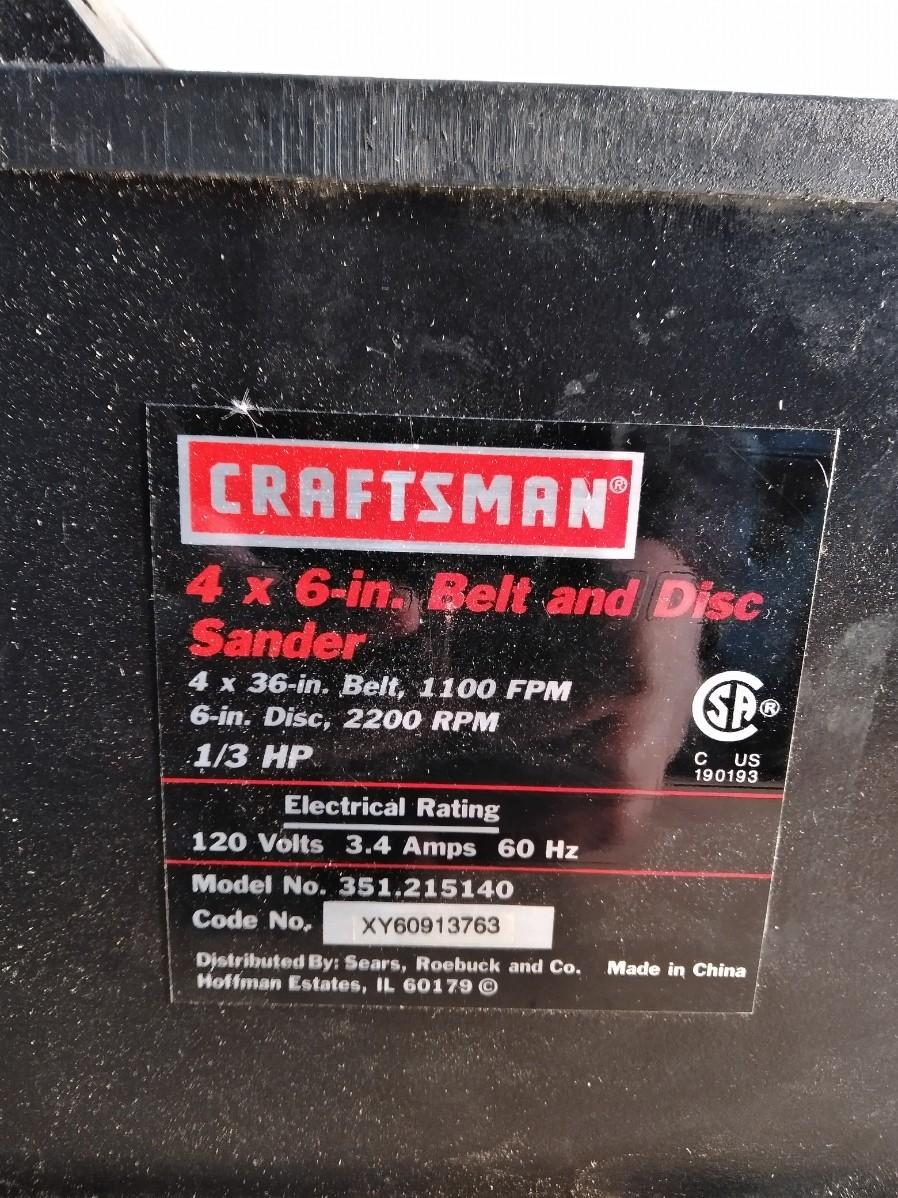 CRAFTSMAN®
4 x 6-in. Belt and Disc
Sander
4 x 36-in. Belt, 1100 FPM
6-in. Disc, 2200 RPM
1/3 HP
SA®
C US
190193
Electrical Rating
120 Volts 3.4 Amps 60 Hz
Model No. 351.215140
Code No. XY60913763
Distributed By: Sears, Roebuck and Co. Made in China
Hoffman Estates, IL 60179 ©